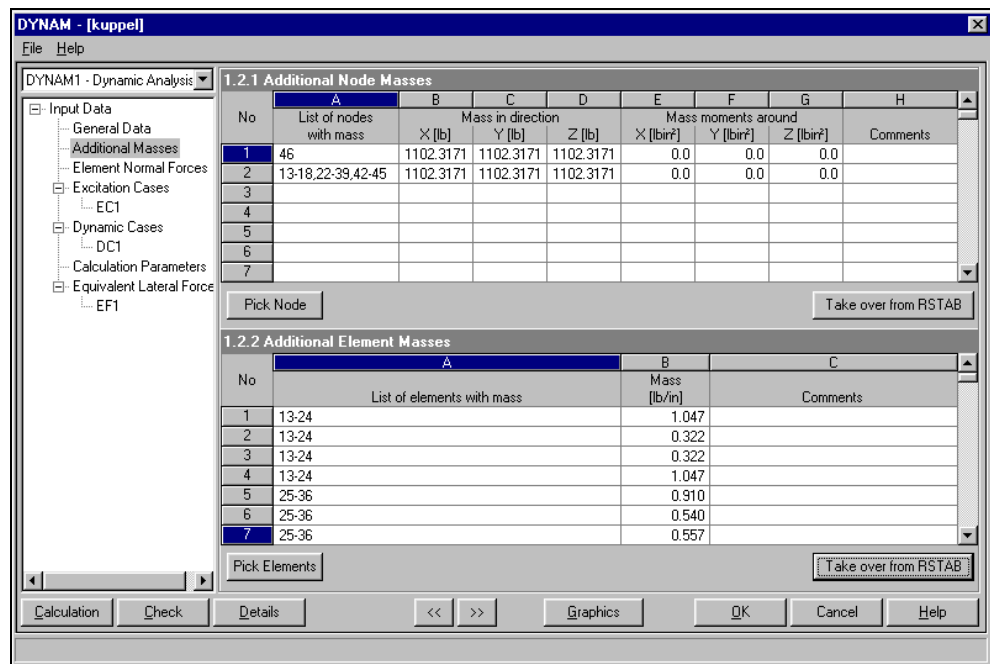 DYNAM - [kuppel]
File Help
DYNAM1 - Dynamic Analysis
Input Data
General Data
Additional Masses
Element Normal Forces
Excitation Cases
EC1
Dynamic Cases
DC1
Calculation Parameters
Equivalent Lateral Force
EF1
1.2.1 Additional Node Masses
A B C D E F G H
No List of nodes with mass Mass in direction Mass moments around
X [lb] Y [lb] Z [lb] X [lbin²] Y [lbin²] Z [lbin²] Comments
1 46 1102.3171 1102.3171 1102.3171 0.0 0.0 0.0
2 13-18,22-39,42-45 1102.3171 1102.3171 1102.3171 0.0 0.0 0.0
3
4
5
6
7
Pick Node Take over from RSTAB
1.2.2 Additional Element Masses
A B C
No List of elements with mass Mass [lb/in] Comments
1 13-24 1.047
2 13-24 0.322
3 13-24 0.322
4 13-24 1.047
5 25-36 0.910
6 25-36 0.540
7 25-36 0.557
Pick Elements Take over from RSTAB
Calculation Check Details << >> Graphics OK Cancel Help